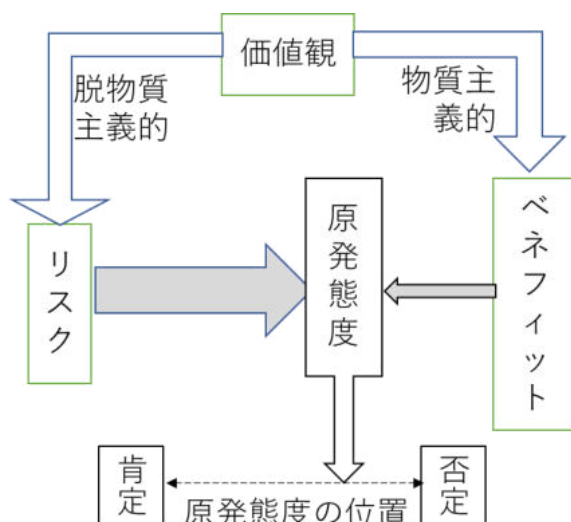 価値観
脱物質
主義的
物質主
義的
リスク
原発態度
ベネフィット
肯定
否定
原発態度の位置